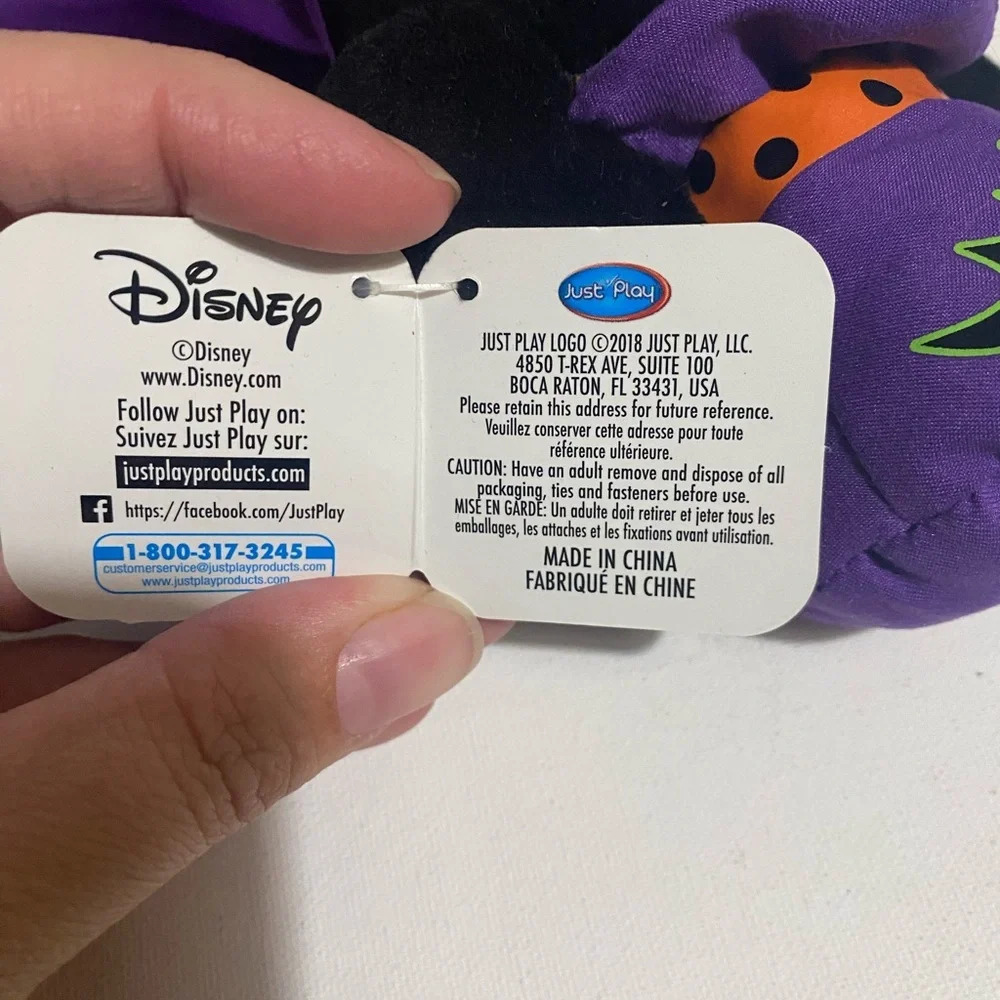 Disney
©Disney
www.Disney.com
Follow Just Play on:
Suivez Just Play sur:
justplayproducts.com
f https://facebook.com/JustPlay
1-800-317-3245
customerservice@justplayproducts.com
www.justplayproducts.com
Just Play
JUST PLAY LOGO ©2018 JUST PLAY, LLC.
4850 T-REX AVE, SUITE 100
BOCA RATON, FL 33431, USA
Please retain this address for future reference.
Veuillez conserver cette adresse pour toute
référence ultérieure.
CAUTION: Have an adult remove and dispose of all
packaging, ties and fasteners before use.
MISE EN GARDE: Un adulte doit retirer et jeter tous les
emballages, les attaches et les fixations avant utilisation.
MADE IN CHINA
FABRIQUÉ EN CHINE